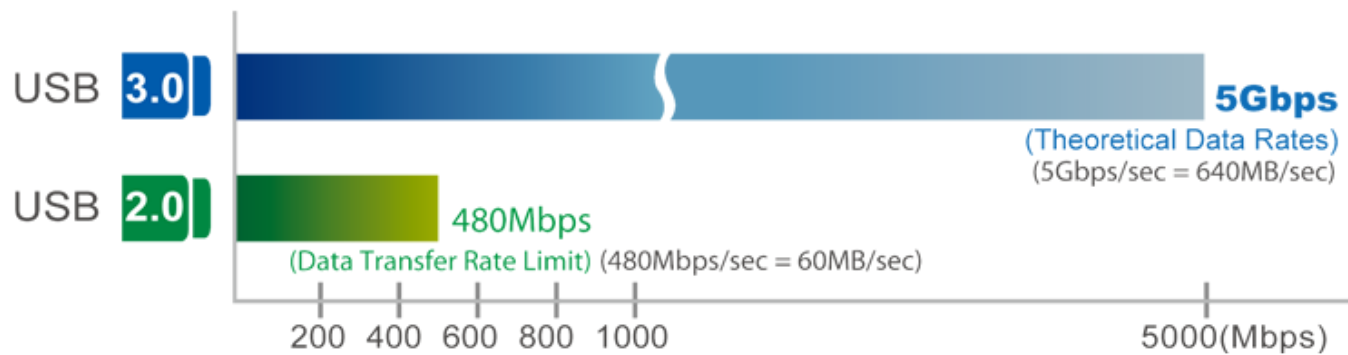 USB 3.0
5Gbps
(Theoretical Data Rates)
(5Gbps/sec = 640MB/sec)
USB 2.0
480Mbps
(Data Transfer Rate Limit) (480Mbps/sec = 60MB/sec)
200 400 600 800 1000 5000(Mbps)